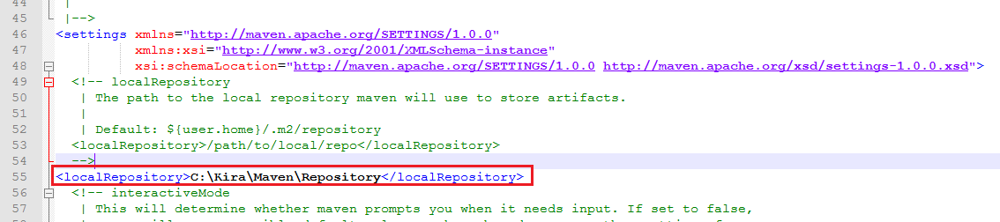 44 |
45 |-->
46 <settings xmlns="http://maven.apache.org/SETTINGS/1.0.0"
47 xmlns:xsi="http://www.w3.org/2001/XMLSchema-instance"
48 xsi:schemaLocation="http://maven.apache.org/SETTINGS/1.0.0 http://maven.apache.org/xsd/settings-1.0.0.xsd">
49 <!-- localRepository
50 | The path to the local repository maven will use to store artifacts.
51 |
52 | Default: ${user.home}/.m2/repository
53 <localRepository>/path/to/local/repo</localRepository>
54 -->
55 <localRepository>C:\Kira\Maven\Repository</localRepository>
56 <!-- interactiveMode
57 | This will determine whether maven prompts you when it needs input. If set to false,